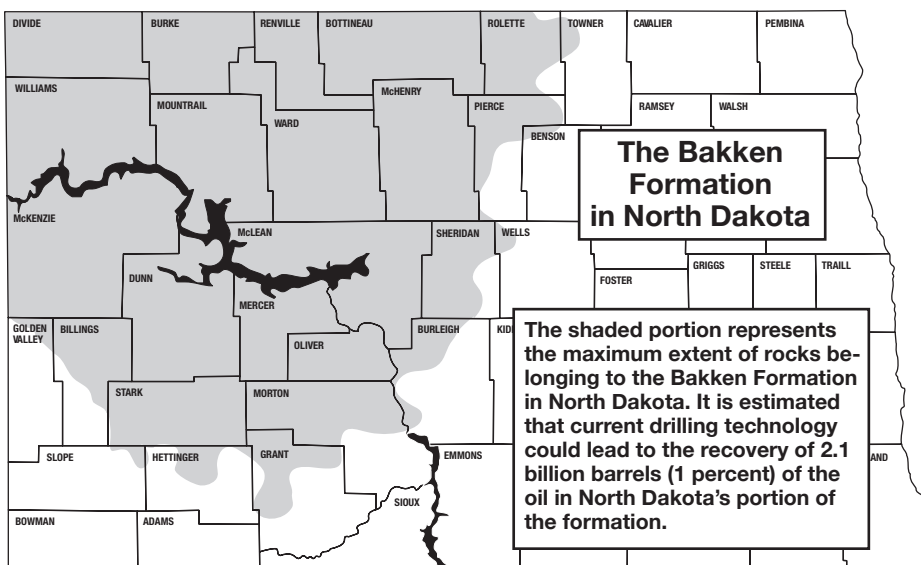 DIVIDE
BURKE
RENVILLE
BOTTINEAU
ROLETTE
TOWNER
CAVALIER
PEMBINA
WILLIAMS
McHENRY
MOUNTRAIL
PIERCE
RAMSEY
WALSH
WARD
BENSON
The Bakken
Formation
in North Dakota
McKENZIE
McLEAN
SHERIDAN
WELLS
DUNN
GRIGGS
STEELE
TRAILL
FOSTER
MERCER
GOLDEN
VALLEY
BILLINGS
BURLEIGH
KID
OLIVER
The shaded portion represents
the maximum extent of rocks be-
longing to the Bakken Formation
in North Dakota. It is estimated
that current drilling technology
could lead to the recovery of 2.1
billion barrels (1 percent) of the
oil in North Dakota's portion of
the formation.
STARK
MORTON
SLOPE
HETTINGER
GRANT
EMMONS
AND
SIOUX
BOWMAN
ADAMS